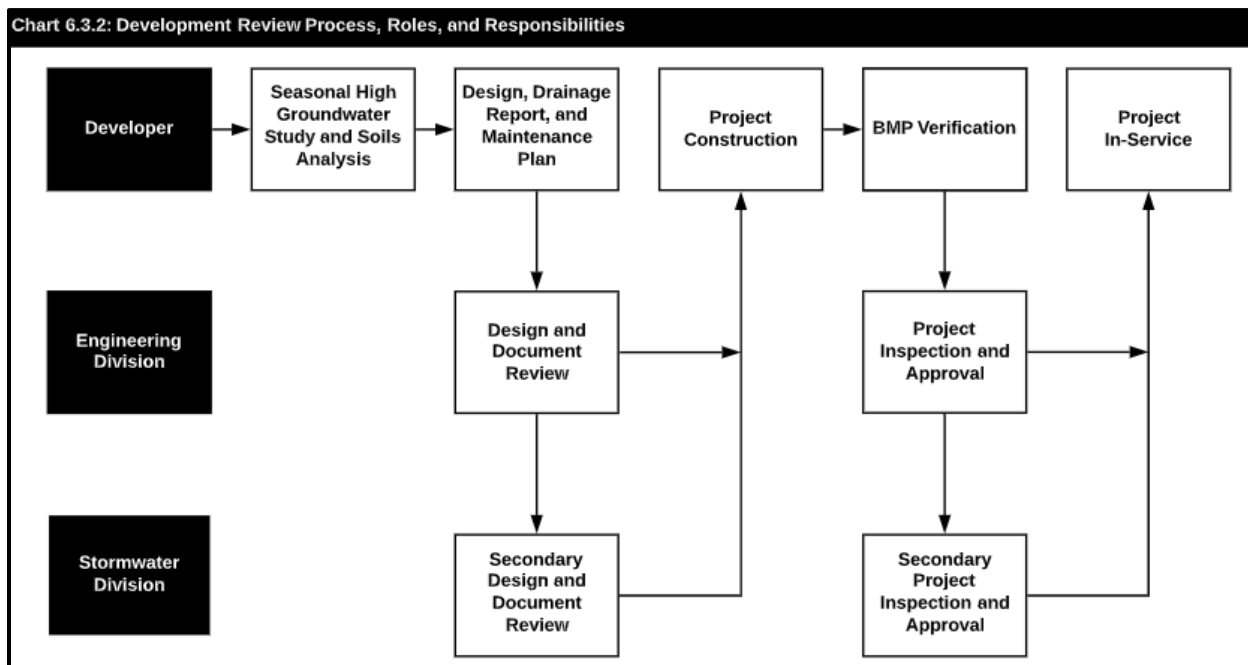 Chart 6.3.2: Development Review Process, Roles, and Responsibilities
Developer
Seasonal High
Groundwater
Study and Soils
Analysis
Design, Drainage
Report, and
Maintenance
Plan
Project
Construction
BMP Verification
Project
In-Service
Engineering
Division
Design and
Document
Review
Project
Inspection and
Approval
Stormwater
Division
Secondary
Design and
Document
Review
Secondary
Project
Inspection and
Approval